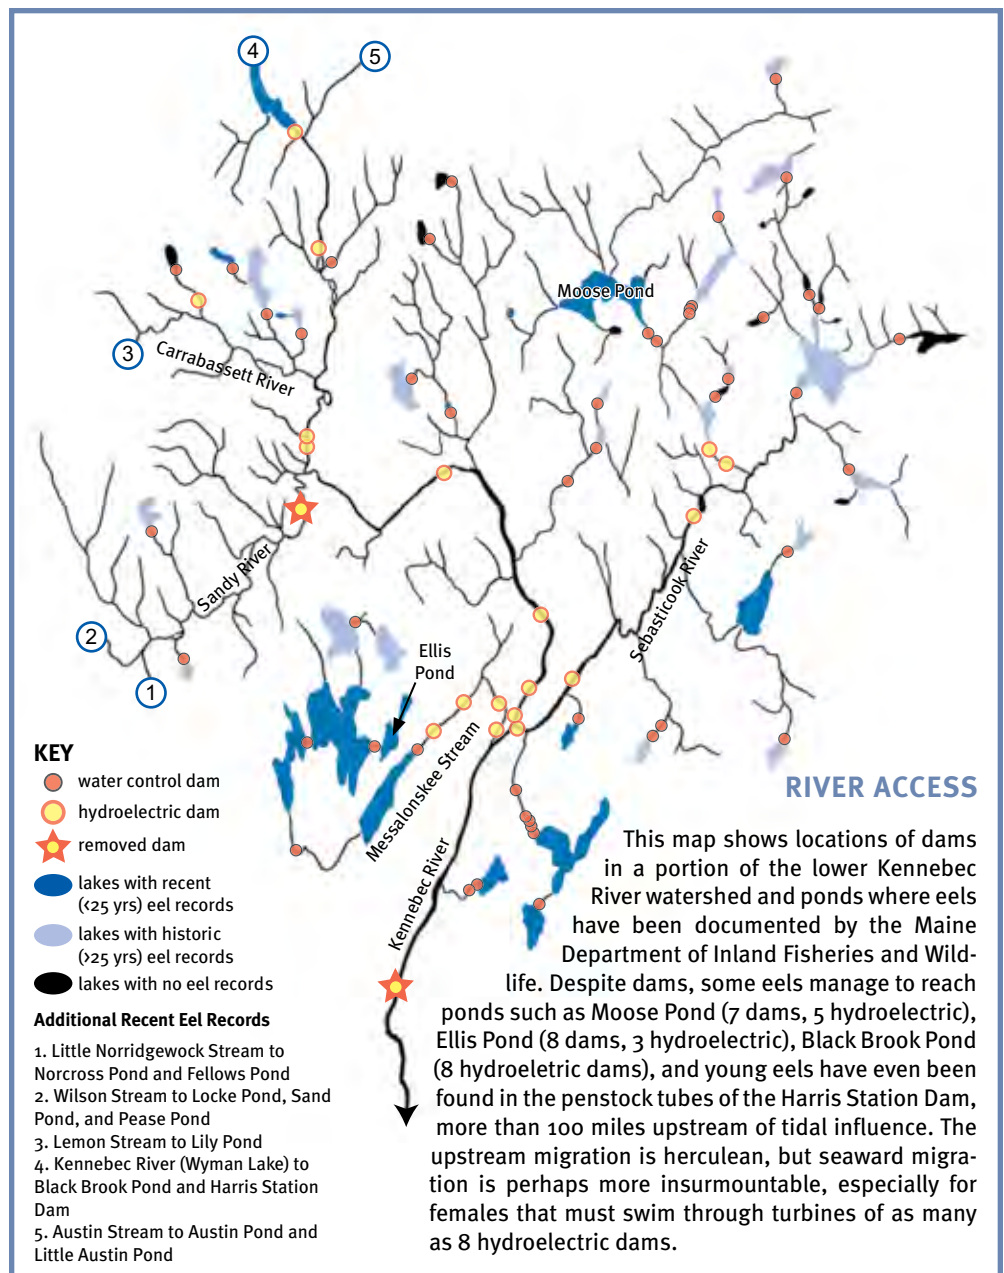 4
5
Moose Pond
3
Carrabassett River
Sandy River
Sebasticook River
2
1
Ellis
Pond
Messalonskee Stream
Kennebec River
KEY
water control dam
hydroelectric dam
removed dam
lakes with recent
(<25 yrs) eel records
lakes with historic
(>25 yrs) eel records
lakes with no eel records
Additional Recent Eel Records
1. Little Norridgewock Stream to
Norcross Pond and Fellows Pond
2. Wilson Stream to Locke Pond, Sand
Pond, and Pease Pond
3. Lemon Stream to Lily Pond
4. Kennebec River (Wyman Lake) to
Black Brook Pond and Harris Station
Dam
5. Austin Stream to Austin Pond and
Little Austin Pond
RIVER ACCESS
This map shows locations of dams
in a portion of the lower Kennebec
River watershed and ponds where eels
have been documented by the Maine
Department of Inland Fisheries and Wild-
life. Despite dams, some eels manage to reach
ponds such as Moose Pond (7 dams, 5 hydroelectric),
Ellis Pond (8 dams, 3 hydroelectric), Black Brook Pond
(8 hydroeletric dams), and young eels have even been
found in the penstock tubes of the Harris Station Dam,
more than 100 miles upstream of tidal influence. The
upstream migration is herculean, but seaward migra-
tion is perhaps more insurmountable, especially for
females that must swim through turbines of as many
as 8 hydroelectric dams.